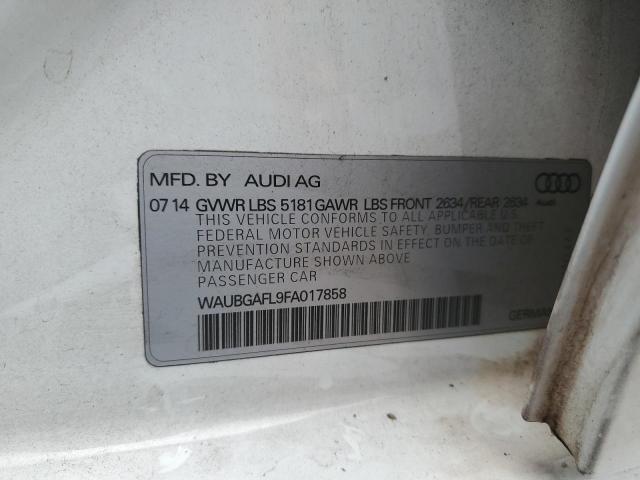 MFD. BY AUDI AG
07 14 GVWR LBS 5181 GAWR LBS FRONT 2634/REAR 2634
Audi
THIS VEHICLE CONFORMS TO ALL APPLICABLE U.S.
FEDERAL MOTOR VEHICLE SAFETY, BUMPER AND THEFT
PREVENTION STANDARDS IN EFFECT ON THE DATE OF
MANUFACTURE SHOWN ABOVE
PASSENGER CAR
WAUBGAFL9FA017858